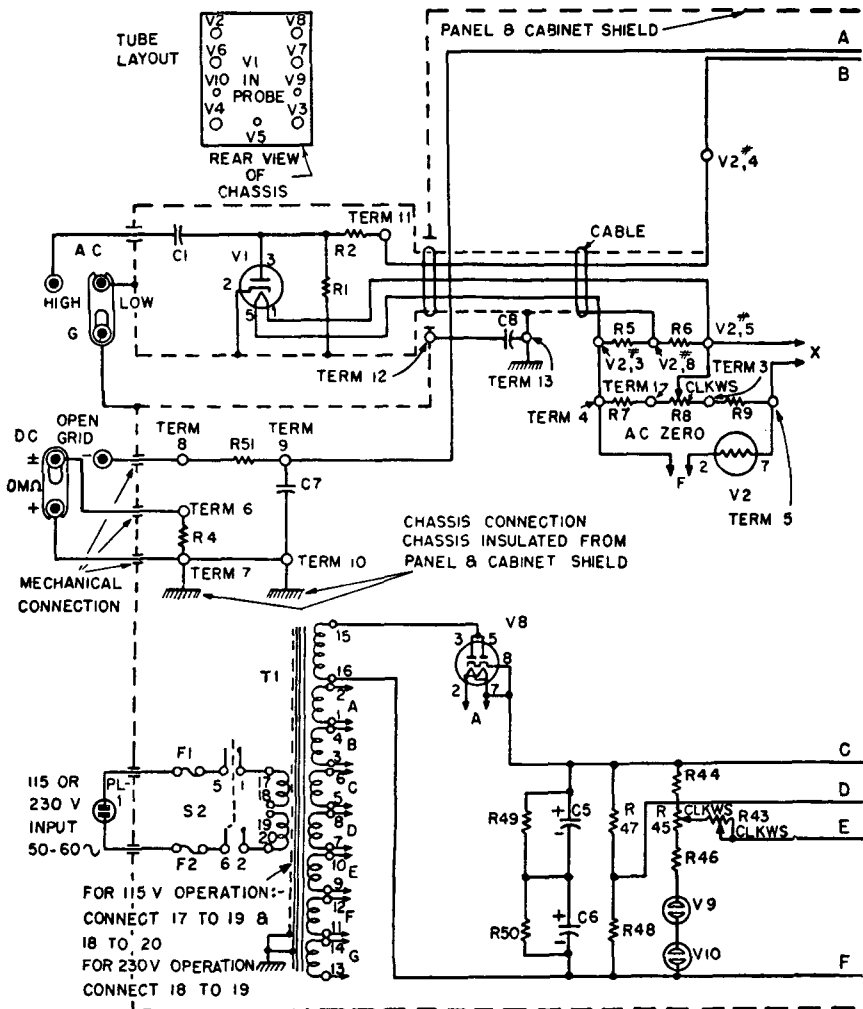 V2
V8
PANEL & CABINET SHIELD
A
TUBE
LAYOUT
V6
V7
B
V10
V1
IN
PROBE
V9
V4
V3
V5
V2,#4
REAR VIEW
OF
CHASSIS
TERM 11
CABLE
AC
C1
V1
3
R2
2
R1
HIGH
LOW
5
1
G
C8
R5
R6
V2,#5
V2,#3
V2,#8
X
TERM 12
TERM 13
TERM 17
CLKWS
TERM 3
TERM 4
R7
R8
R9
AC ZERO
DC
OPEN
GRID
TERM
8
R51
TERM
9
±
-
2
7
F
V2
C7
OMΩ
TERM 5
+
TERM 6
R4
CHASSIS CONNECTION
CHASSIS INSULATED FROM
PANEL & CABINET SHIELD
TERM 7
TERM 10
MECHANICAL
CONNECTION
15
V8
3
5
8
T1
16
2
7
2
A
A
1
4
B
3
C
F1
6
R44
115 OR
230 V
INPUT
50-60~
PL-
1
5
1
17
C
5
D
S2
18
8
R49
+
C5
-
R
47
R
45
CLKWS
R43
19
D
7
CLKWS
E
20
10
E
R46
F2
6
2
9
12
V9
FOR 115 V OPERATION:-
CONNECT 17 TO 19 &
18 TO 20
F
11
R50
+
C6
-
R48
14
V10
G
FOR 230V OPERATION
CONNECT 18 TO 19
13
F